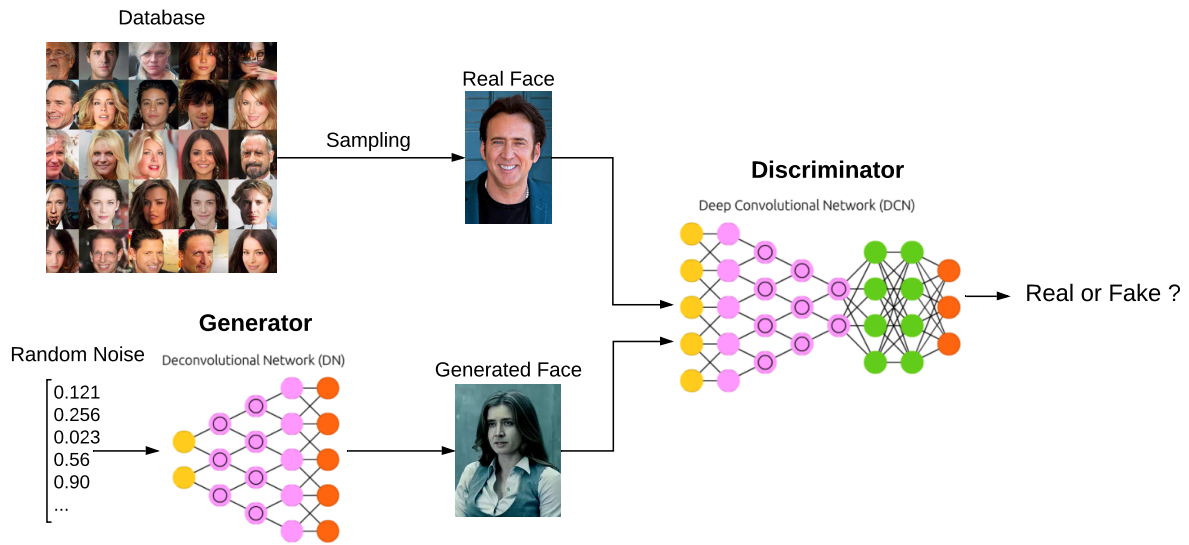 Database
Real Face
Sampling
Discriminator
Deep Convolutional Network (DCN)
Real or Fake ?
Generator
Random Noise
Deconvolutional Network (DN)
Generated Face
0.121
0.256
0.023
0.56
0.90
...